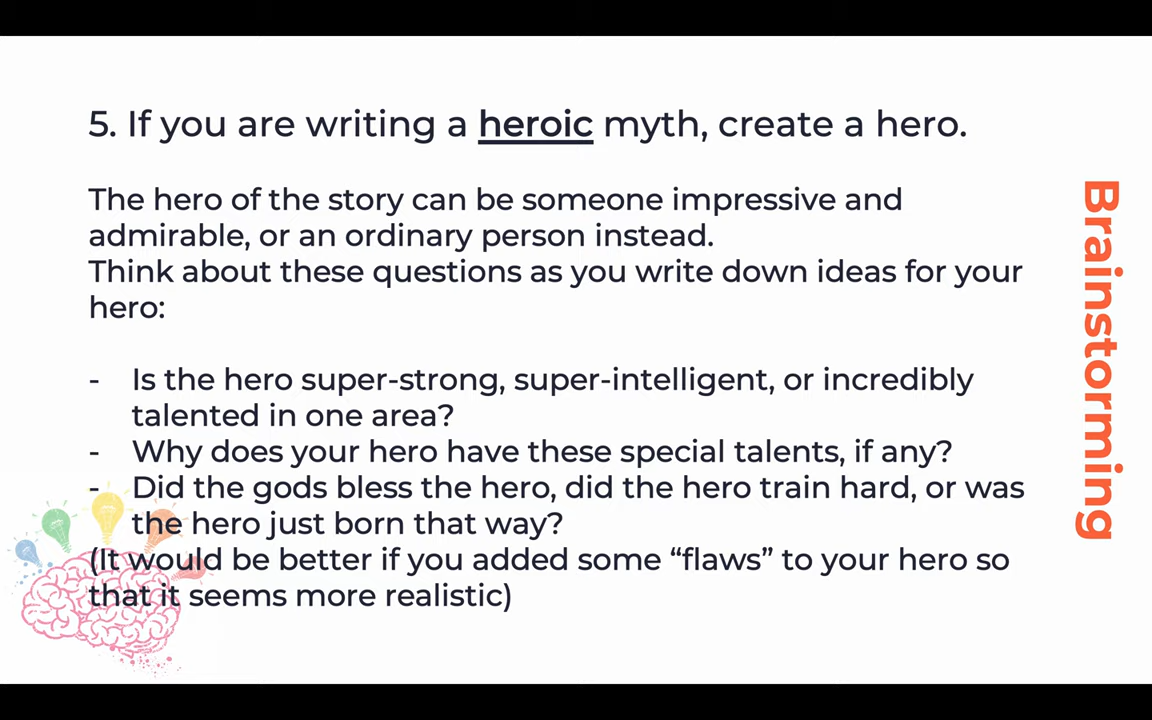 5. If you are writing a heroic myth, create a hero.
The hero of the story can be someone impressive and
admirable, or an ordinary person instead.
Think about these questions as you write down ideas for your
hero:
- Is the hero super-strong, super-intelligent, or incredibly
talented in one area?
- Why does your hero have these special talents, if any?
- Did the gods bless the hero, did the hero train hard, or was
the hero just born that way?
(It would be better if you added some “flaws” to your hero so
that it seems more realistic)
Brainstorming